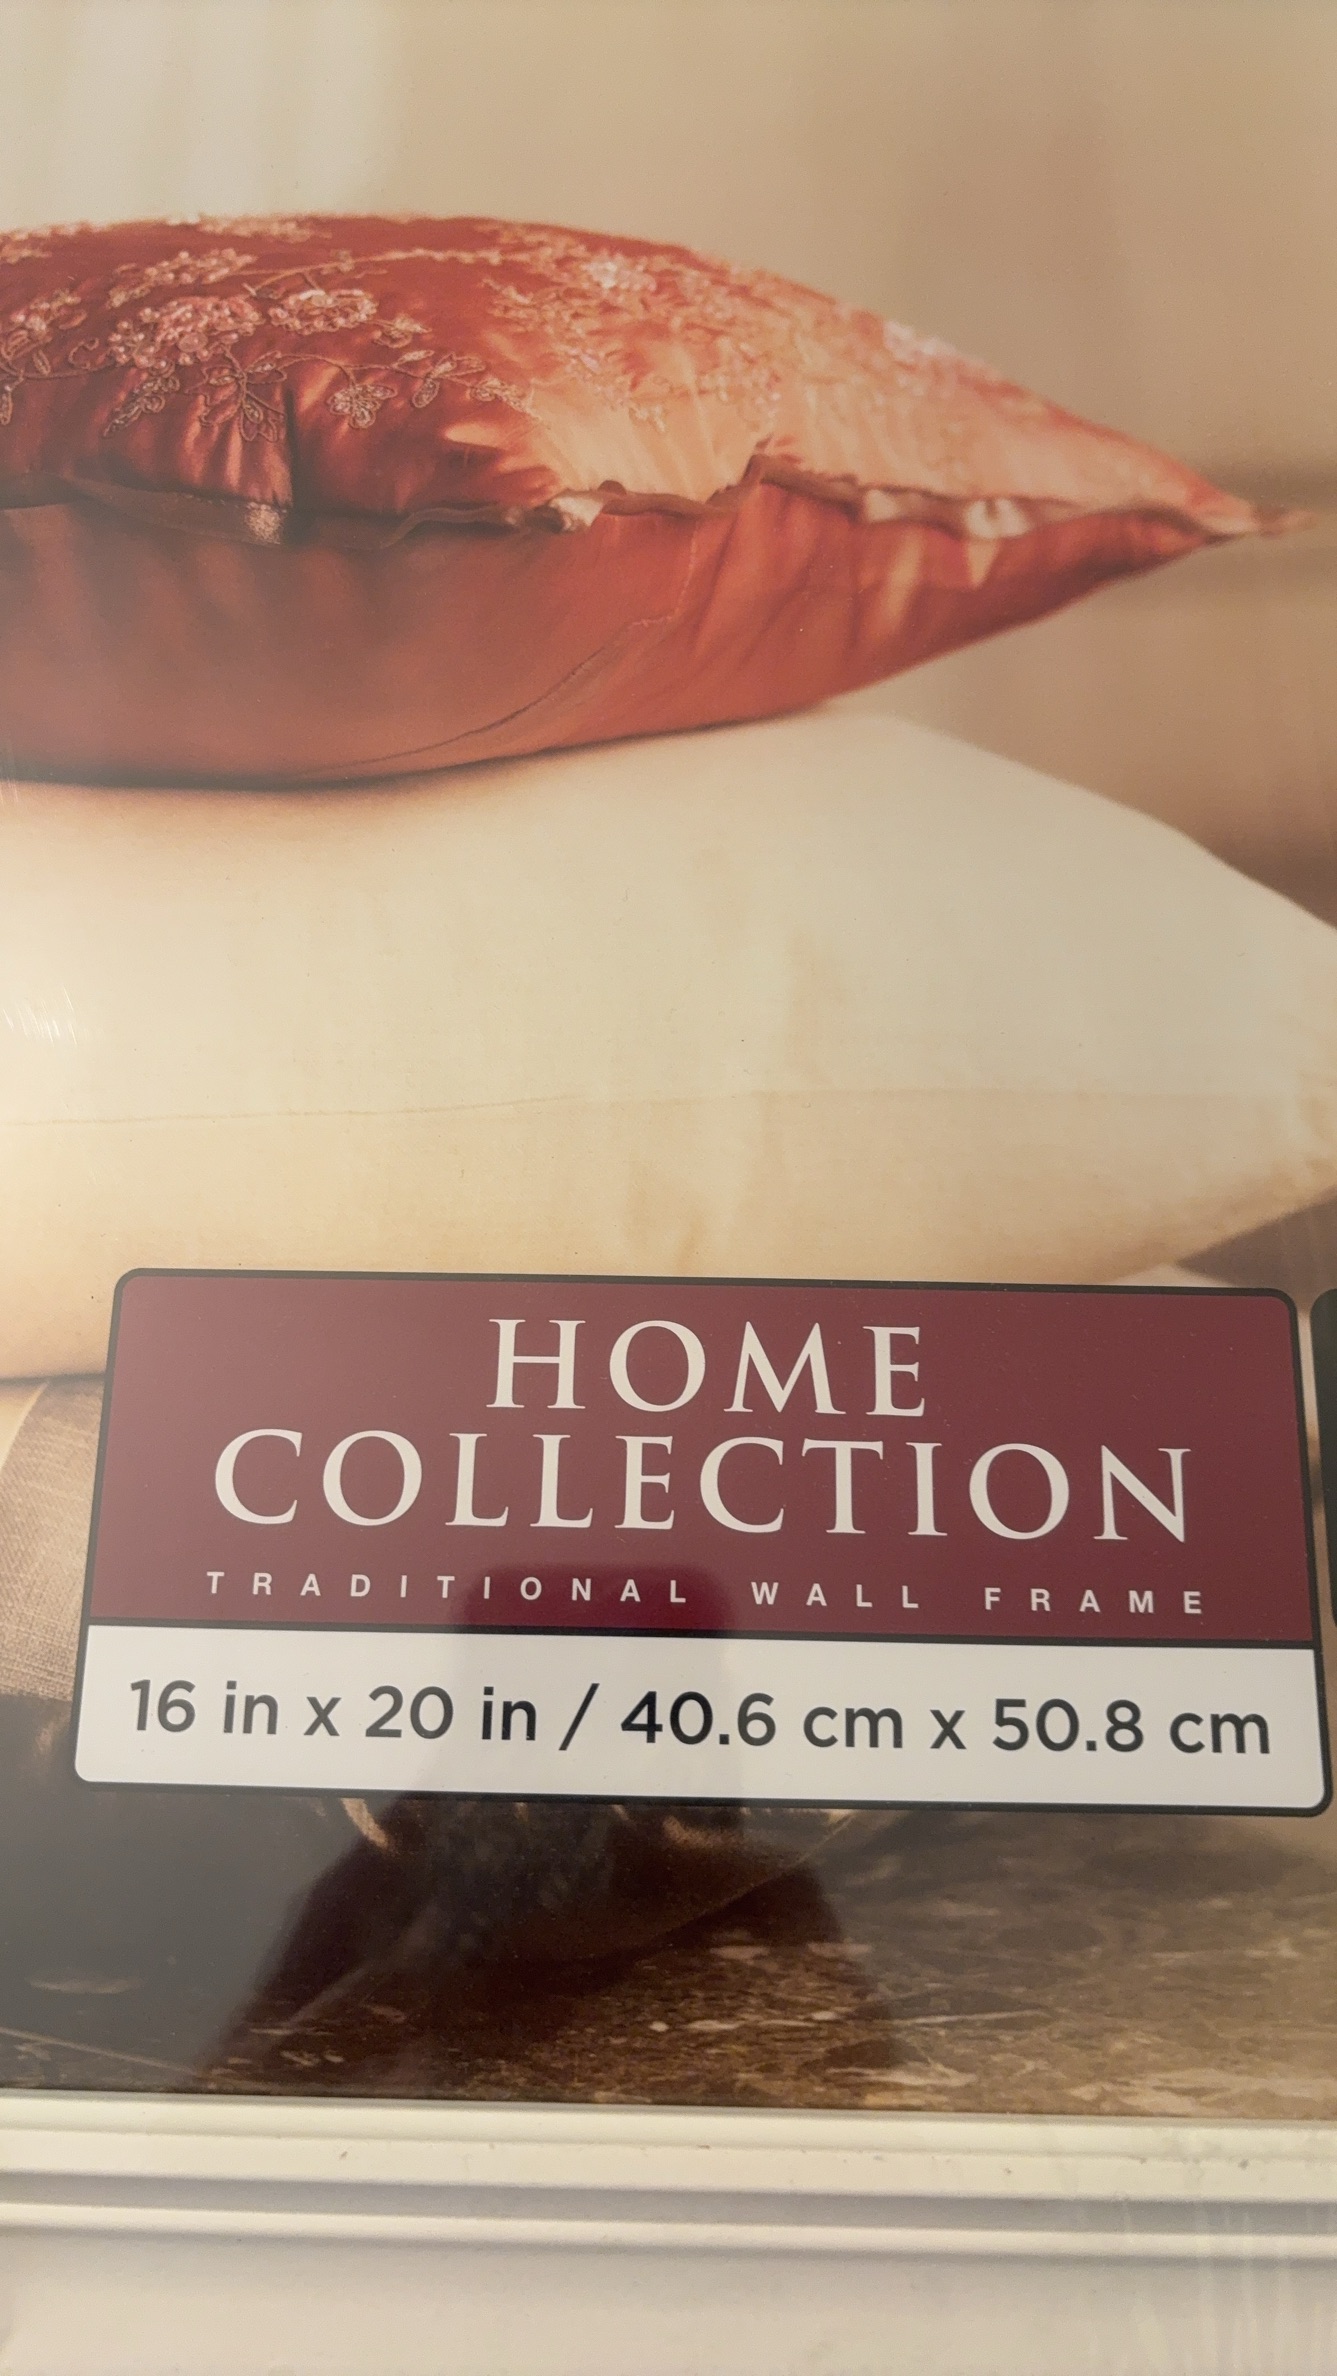 HOME
COLLECTION
TRADITIONAL WALL FRAME
16 in x 20 in / 40.6 cm x 50.8 cm